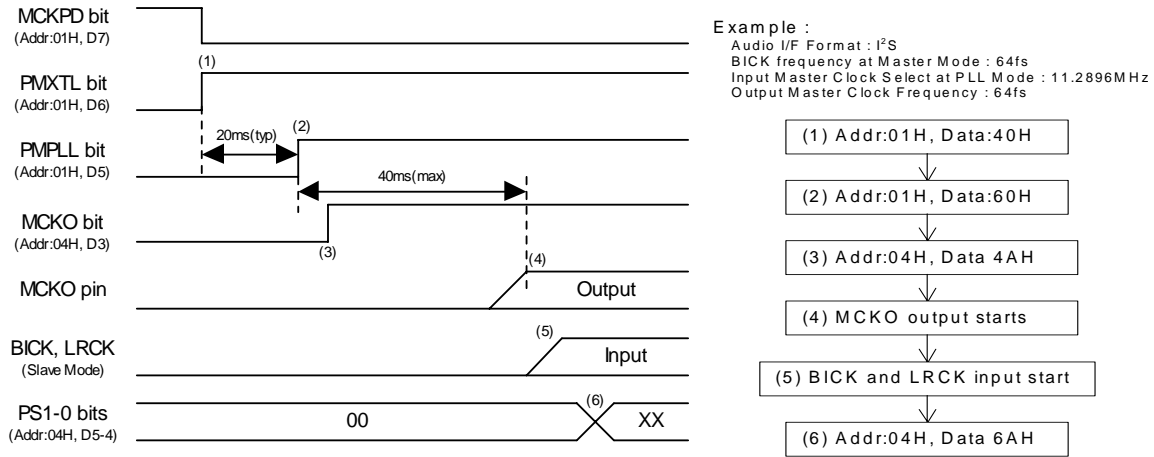 MCKPD bit
(Addr:01H, D7)
(1)
PMXTL bit
(Addr:01H, D6)
20ms(typ)
(2)
PMPLL bit
(Addr:01H, D5)
40ms(max)
MCKO bit
(Addr:04H, D3)
(3)
(4)
MCKO pin
Output
(5)
BICK, LRCK
(Slave Mode)
Input
(6)
PS1-0 bits
(Addr:04H, D5-4)
00
XX
Example :
Audio I/F Format : I²S
BICK frequency at Master Mode : 64fs
Input Master Clock Select at PLL Mode : 11.2896MHz
Output Master Clock Frequency : 64fs
(1) Addr:01H, Data:40H
(2) Addr:01H, Data:60H
(3) Addr:04H, Data 4AH
(4) MCKO output starts
(5) BICK and LRCK input start
(6) Addr:04H, Data 6AH